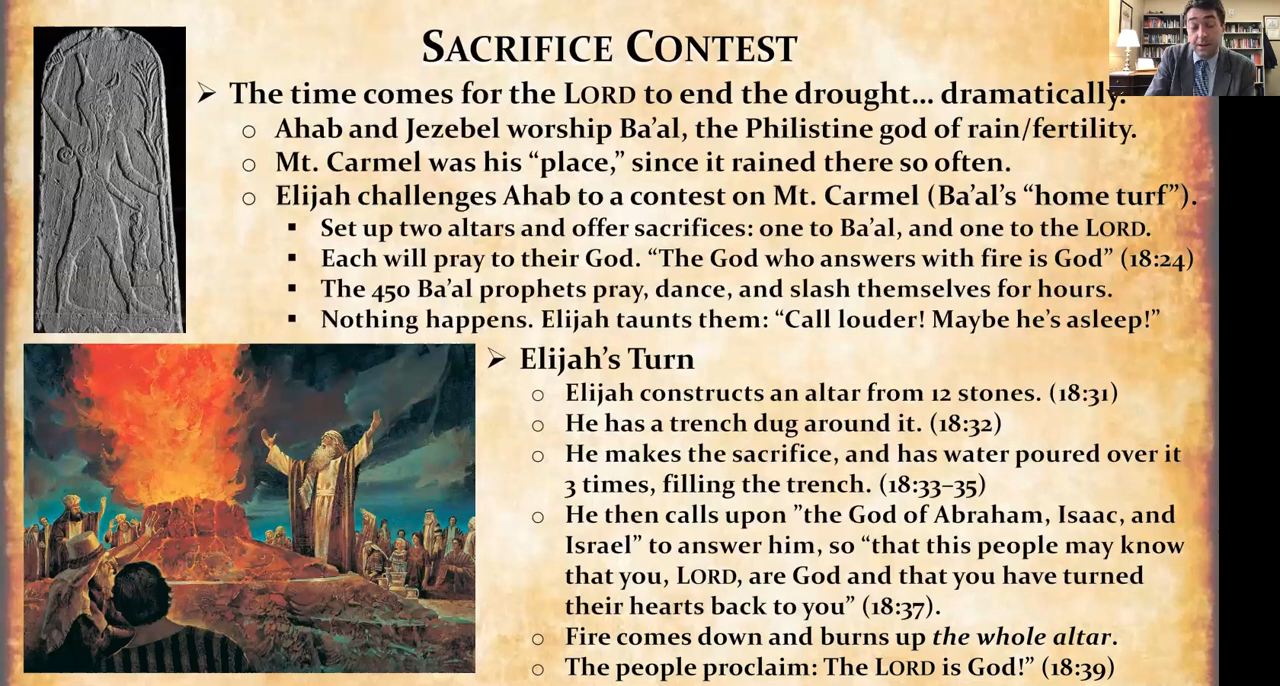 SACRIFICE CONTEST
➢ The time comes for the LORD to end the drought... dramatically.
o Ahab and Jezebel worship Ba'al, the Philistine god of rain/fertility.
o Mt. Carmel was his “place,” since it rained there so often.
o Elijah challenges Ahab to a contest on Mt. Carmel (Ba'al's “home turf”).
▪ Set up two altars and offer sacrifices: one to Ba'al, and one to the LORD.
▪ Each will pray to their God. “The God who answers with fire is God” (18:24)
▪ The 450 Ba'al prophets pray, dance, and slash themselves for hours.
▪ Nothing happens. Elijah taunts them: “Call louder! Maybe he's asleep!”
➢ Elijah's Turn
o Elijah constructs an altar from 12 stones. (18:31)
o He has a trench dug around it. (18:32)
o He makes the sacrifice, and has water poured over it
3 times, filling the trench. (18:33–35)
o He then calls upon ”the God of Abraham, Isaac, and
Israel” to answer him, so “that this people may know
that you, LORD, are God and that you have turned
their hearts back to you” (18:37).
o Fire comes down and burns up the whole altar.
o The people proclaim: The LORD is God!” (18:39)